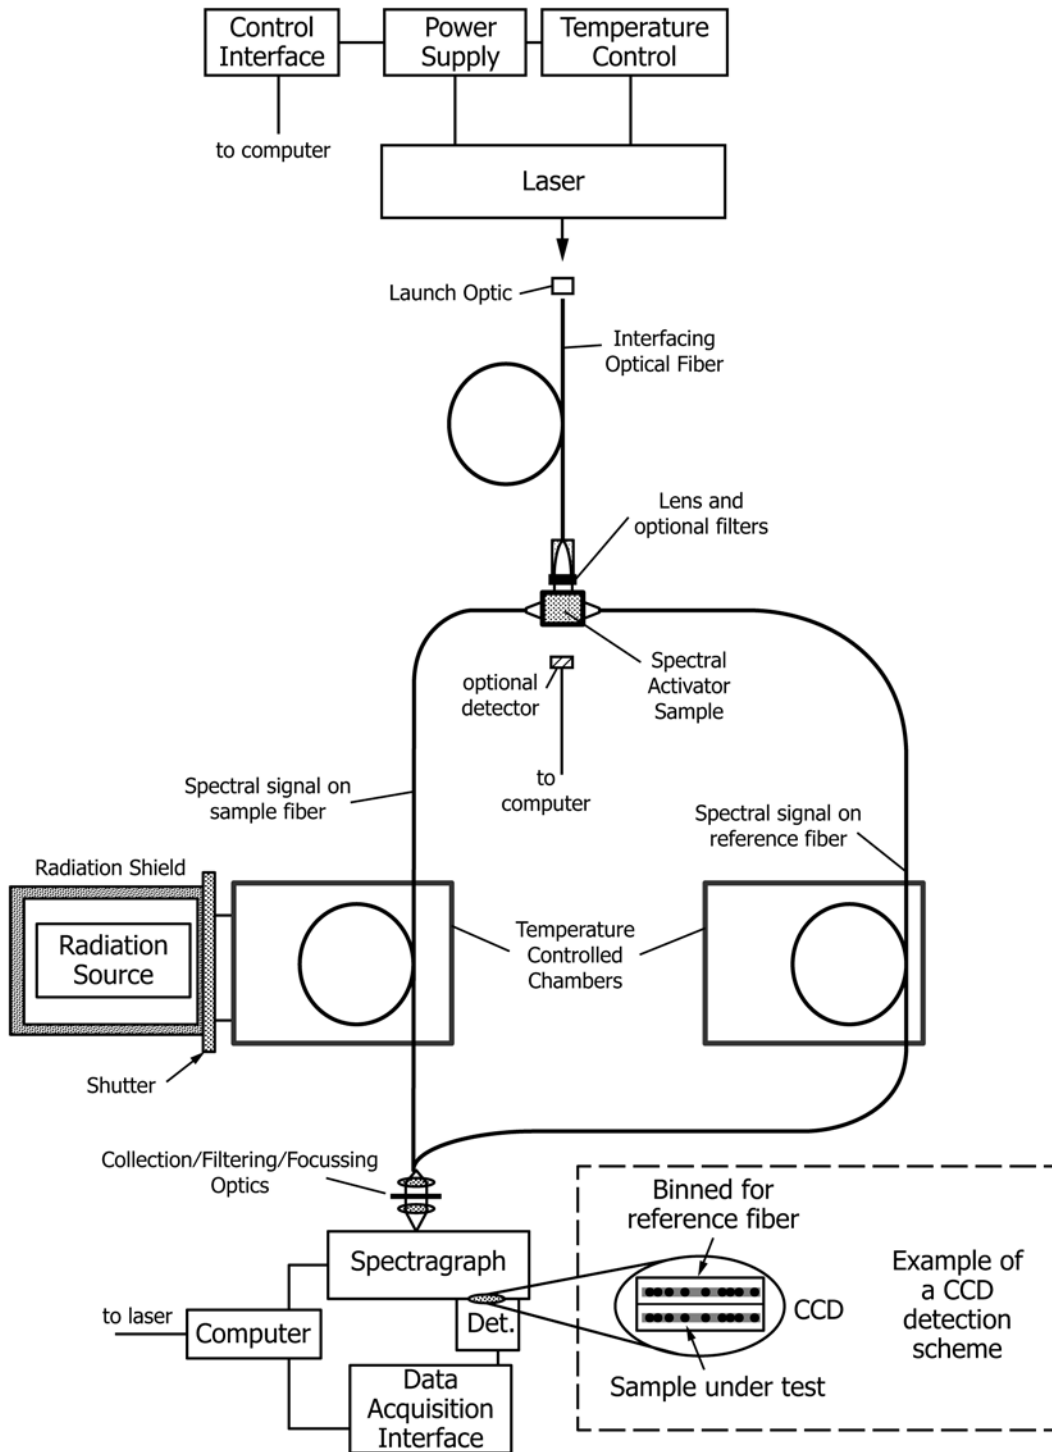 Control
Interface
Power
Supply
Temperature
Control
to computer
Laser
Launch Optic
Interfacing
Optical Fiber
Lens and
optional filters
Spectral
Activator
Sample
optional
detector
to
computer
Spectral signal on
sample fiber
Spectral signal on
reference fiber
Radiation Shield
Radiation
Source
Temperature
Controlled
Chambers
Shutter
Collection/Filtering/Focussing
Optics
Spectragraph
to laser
Computer
Det.
Data
Acquisition
Interface
Binned for
reference fiber
CCD
Sample under test
Example of
a CCD
detection
scheme